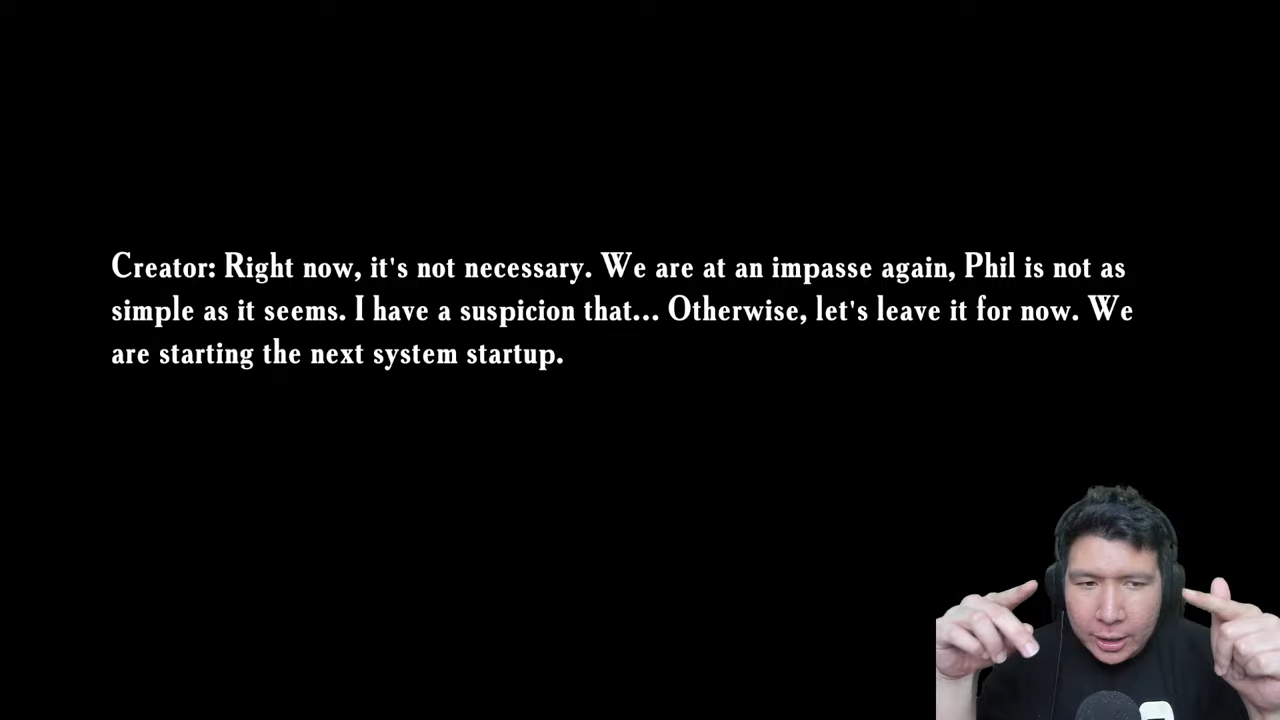 Creator: Right now, it's not necessary. We are at an impasse again, Phil is not as
simple as it seems. I have a suspicion that... Otherwise, let's leave it for now. We
are starting the next system startup.